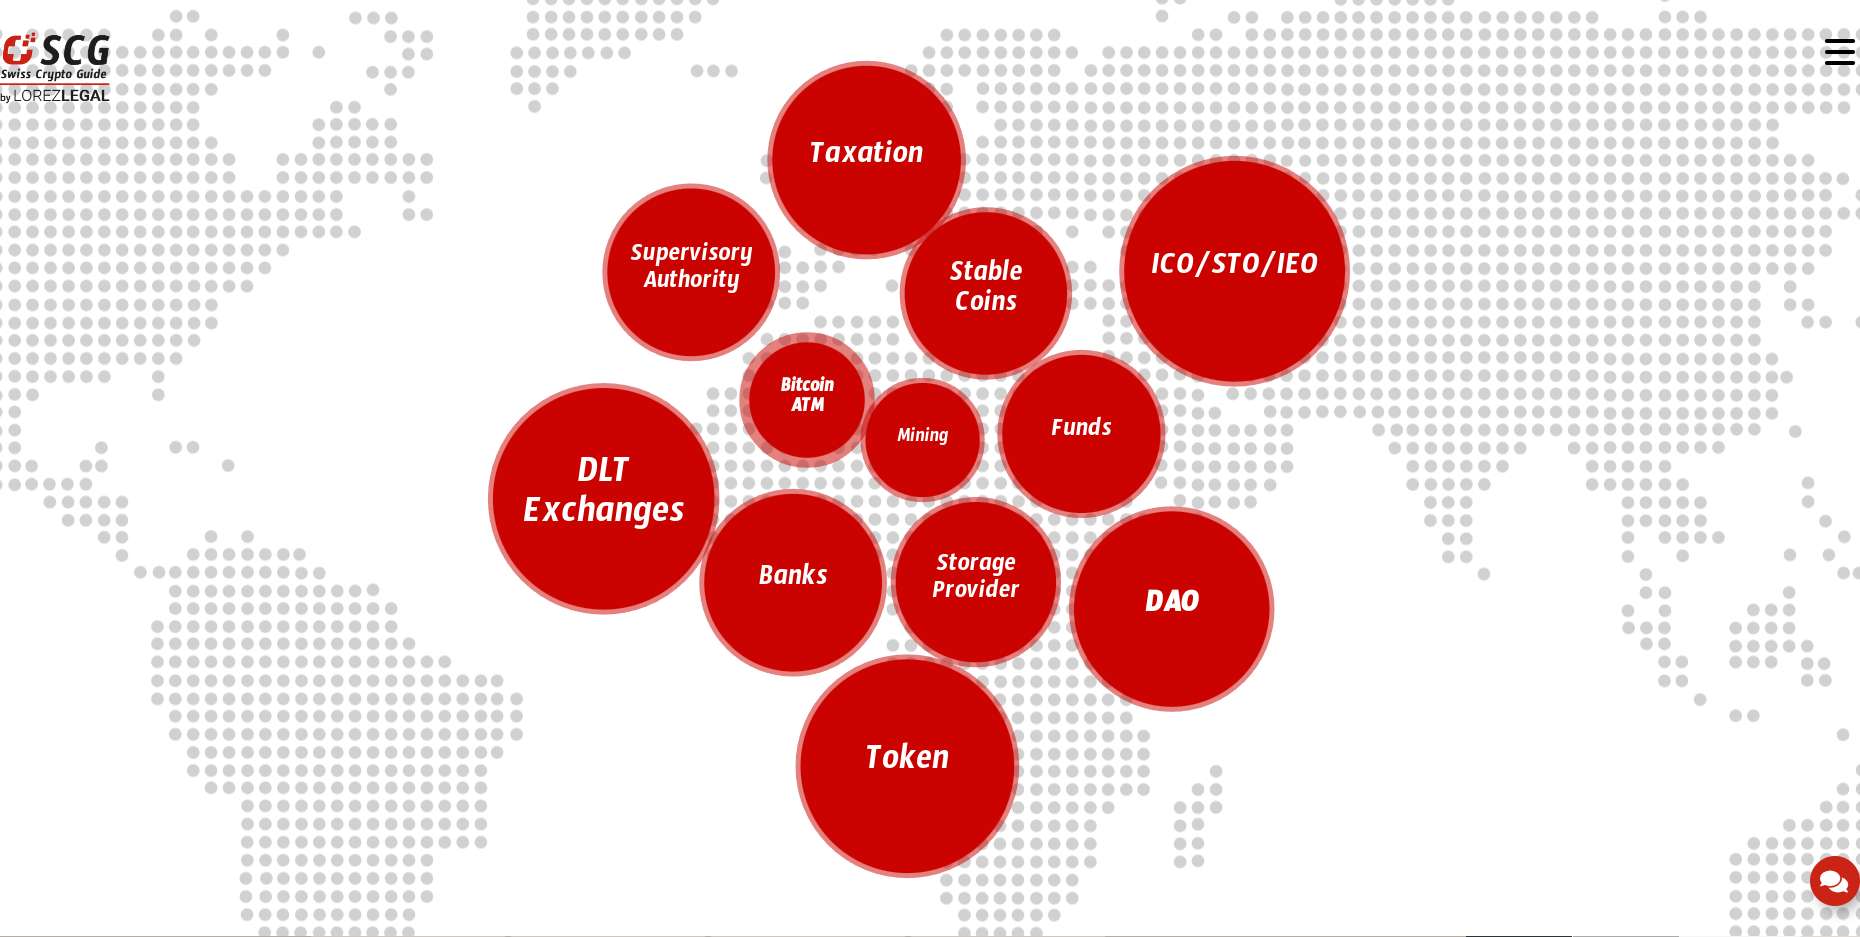 SCG
Swiss Crypto Guide
by LOREZLEGAL
Taxation
Supervisory
Authority
Stable
Coins
ICO/STO/IEO
Bitcoin
ATM
Mining
Funds
DLT
Exchanges
Banks
Storage
Provider
DAO
Token